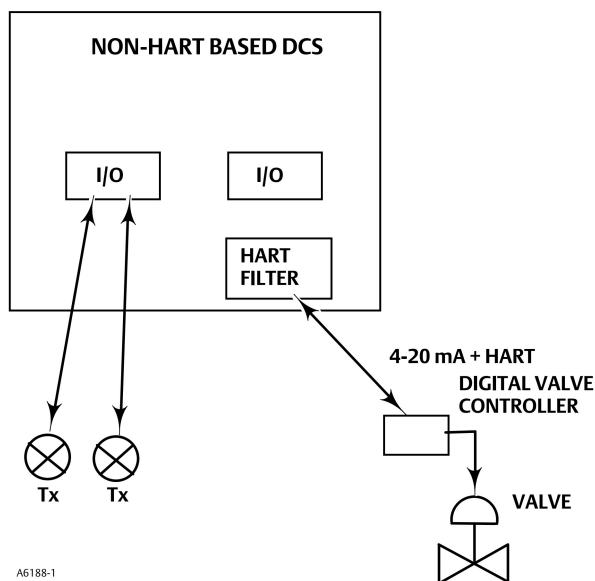 NON-HART BASED DCS
I/O
I/O
HART
FILTER
4-20 mA + HART
DIGITAL VALVE
CONTROLLER
Tx
Tx
VALVE
A6188-1